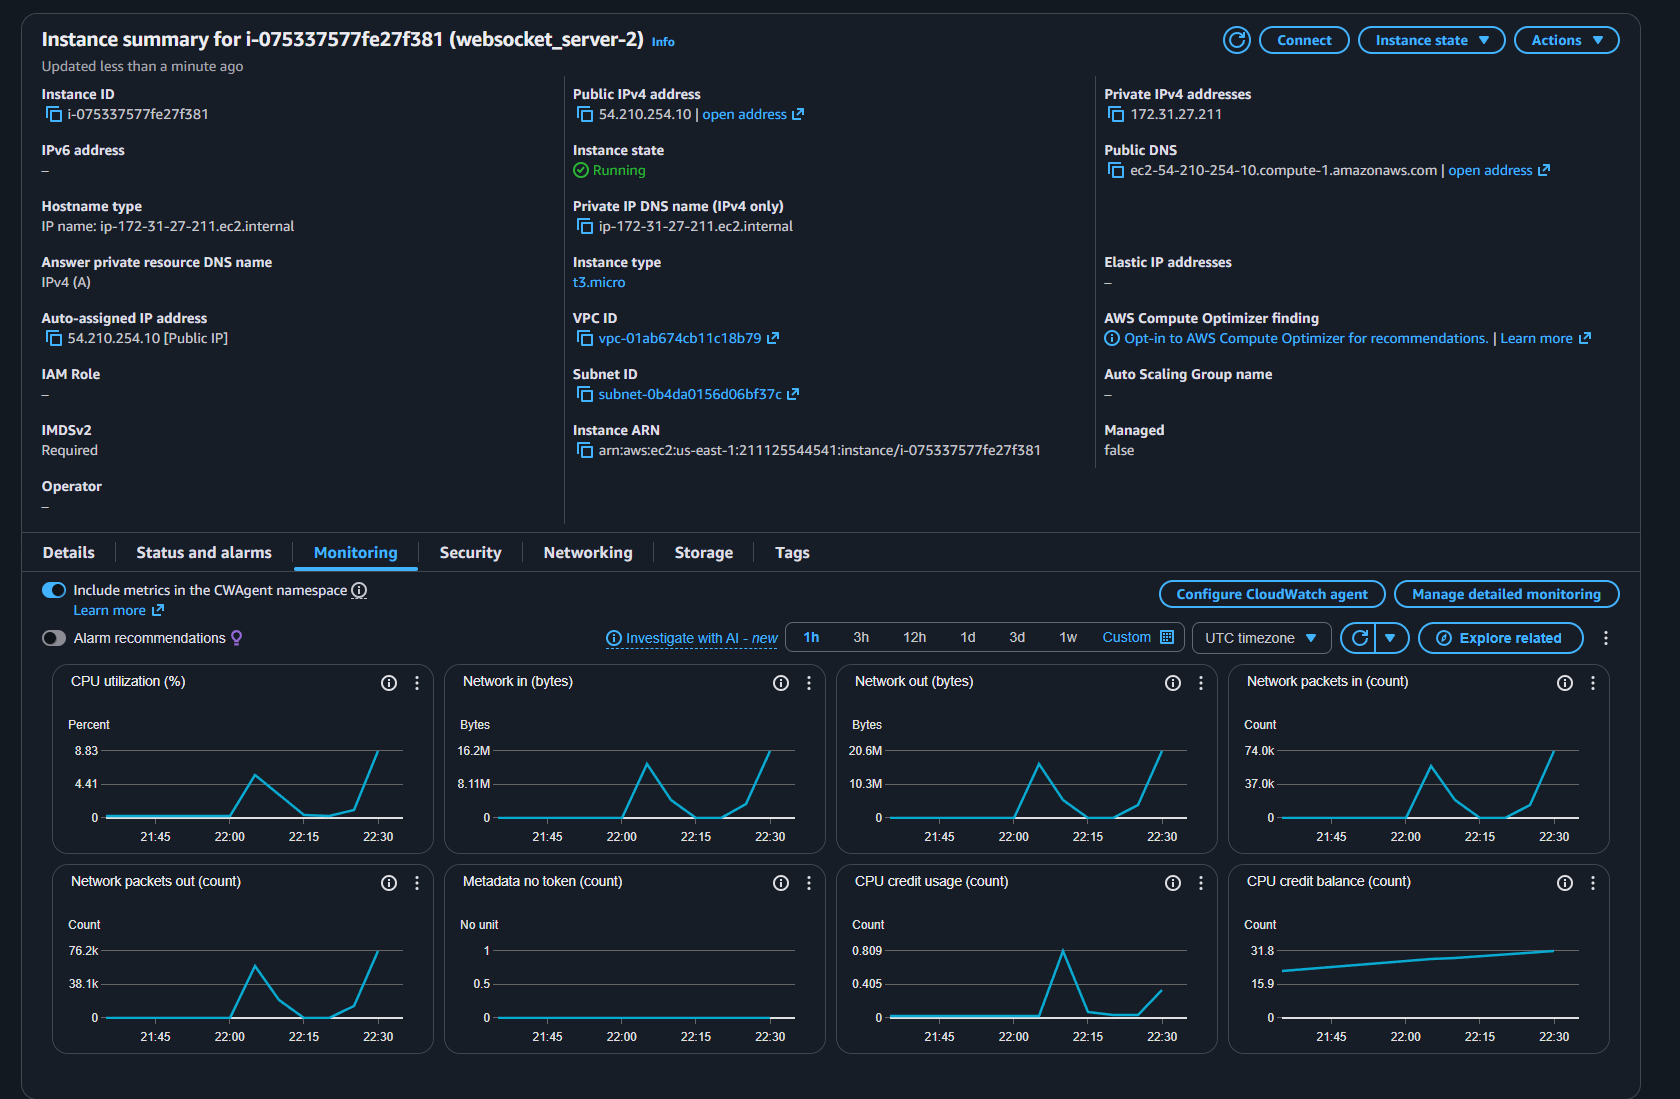 Instance summary for i-075337577fe27f381 (websocket_server-2) Info
Connect
Instance state
Actions
Updated less than a minute ago
Instance ID
i-075337577fe27f381
Public IPv4 address
54.210.254.10 | open address
Private IPv4 addresses
172.31.27.211
IPv6 address
–
Instance state
Running
Public DNS
ec2-54-210-254-10.compute-1.amazonaws.com | open address
Hostname type
IP name: ip-172-31-27-211.ec2.internal
Private IP DNS name (IPv4 only)
ip-172-31-27-211.ec2.internal
Answer private resource DNS name
IPv4 (A)
Instance type
t3.micro
Elastic IP addresses
–
Auto-assigned IP address
54.210.254.10 [Public IP]
VPC ID
vpc-01ab674cb11c18b79
AWS Compute Optimizer finding
Opt-in to AWS Compute Optimizer for recommendations. | Learn more
IAM Role
–
Subnet ID
subnet-0b4da0156d06bf37c
Auto Scaling Group name
–
IMDSv2
Required
Instance ARN
arn:aws:ec2:us-east-1:211125544541:instance/i-075337577fe27f381
Managed
false
Operator
–
Details
Status and alarms
Monitoring
Security
Networking
Storage
Tags
Include metrics in the CWAgent namespace
Learn more
Configure CloudWatch agent
Manage detailed monitoring
Alarm recommendations
Investigate with AI - new
1h
3h
12h
1d
3d
1w
Custom
UTC timezone
Explore related
CPU utilization (%)
Percent
8.83
4.41
0
21:45
22:00
22:15
22:30
Network in (bytes)
Bytes
16.2M
8.11M
0
21:45
22:00
22:15
22:30
Network out (bytes)
Bytes
20.6M
10.3M
0
21:45
22:00
22:15
22:30
Network packets in (count)
Count
74.0k
37.0k
0
21:45
22:00
22:15
22:30
Network packets out (count)
Count
76.2k
38.1k
0
21:45
22:00
22:15
22:30
Metadata no token (count)
No unit
1
0.5
0
21:45
22:00
22:15
22:30
CPU credit usage (count)
Count
0.809
0.405
0
21:45
22:00
22:15
22:30
CPU credit balance (count)
Count
31.8
15.9
0
21:45
22:00
22:15
22:30